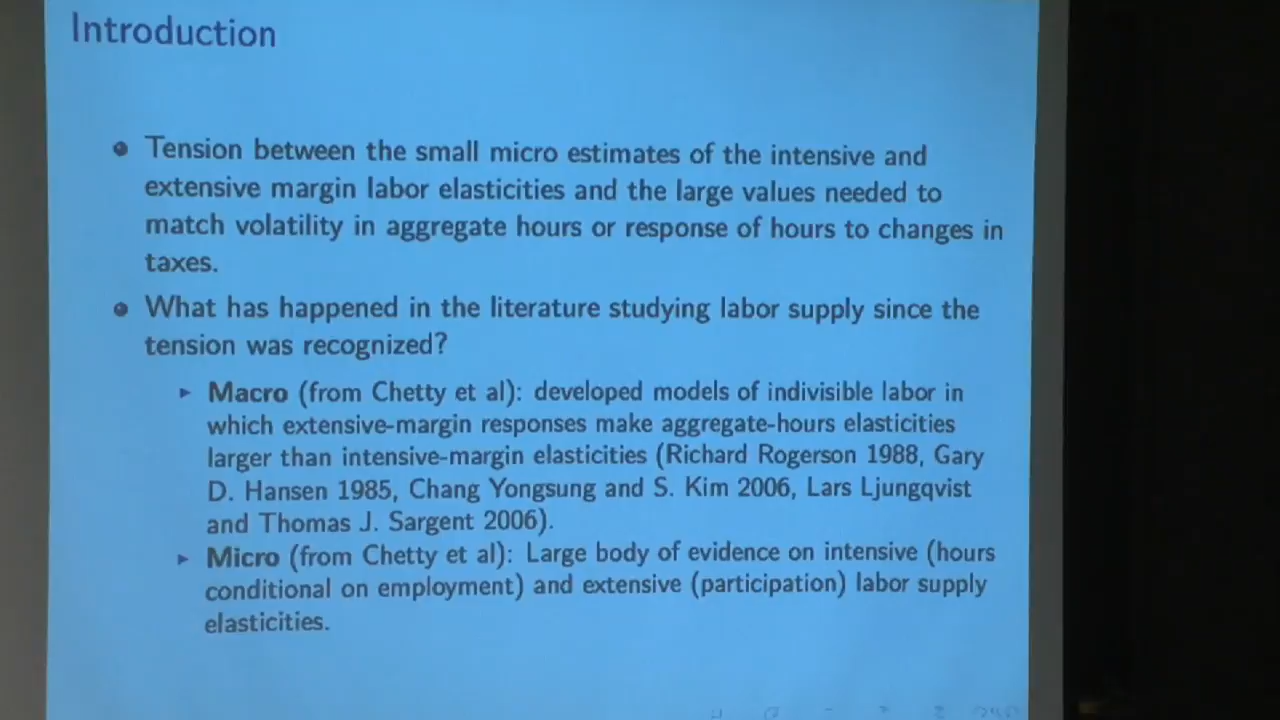 Introduction
Tension between the small micro estimates of the intensive and
extensive margin labor elasticities and the large values needed to
match volatility in aggregate hours or response of hours to changes in
taxes.
What has happened in the literature studying labor supply since the
tension was recognized?
Macro (from Chetty et al): developed models of indivisible labor in
which extensive-margin responses make aggregate-hours elasticities
larger than intensive-margin elasticities (Richard Rogerson 1988, Gary
D. Hansen 1985, Chang Yongsung and S. Kim 2006, Lars Ljungqvist
and Thomas J. Sargent 2006).
Micro (from Chetty et al): Large body of evidence on intensive (hours
conditional on employment) and extensive (participation) labor supply
elasticities.